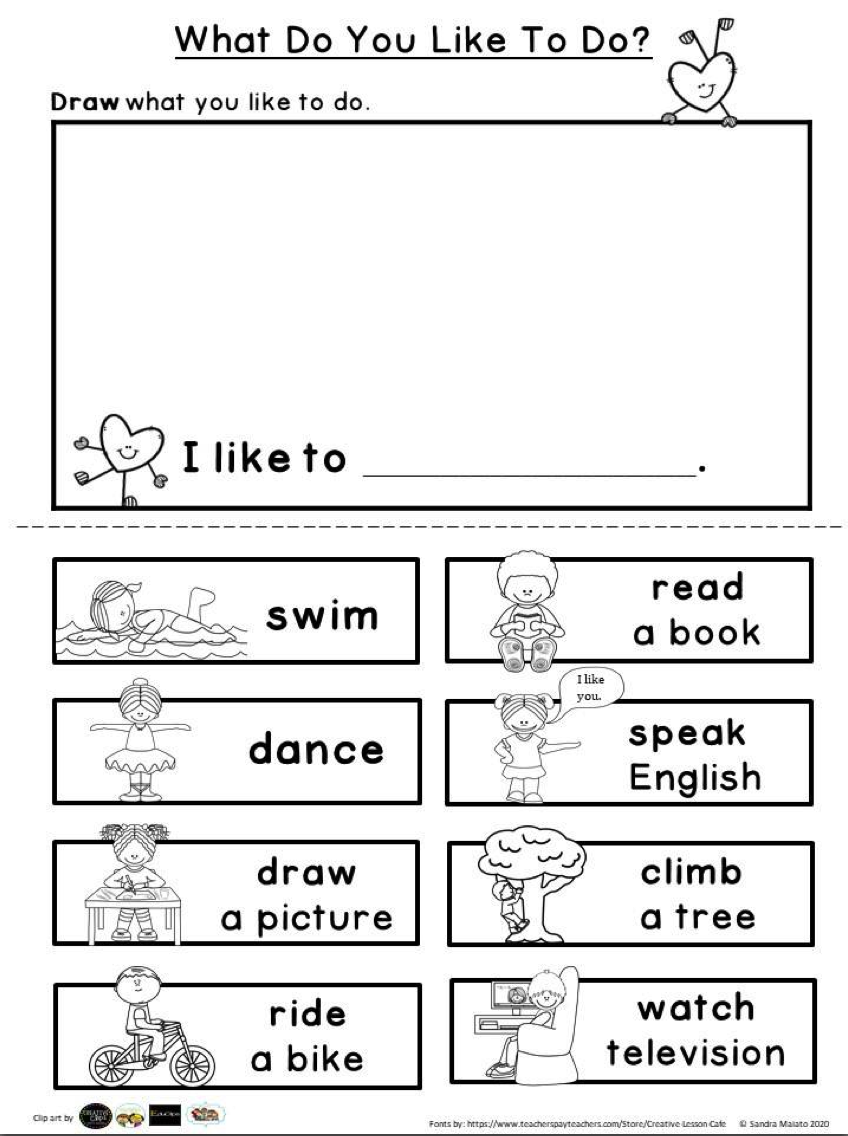 What Do You Like To Do?
Draw what you like to do.
I like to ____________________.
swim
read
a book
I like
you.
dance
speak
English
draw
a picture
climb
a tree
ride
a bike
watch
television
Clip art by
Fonts by: https://www.teacherspayteachers.com/Store/Creative-Lesson-Cafe © Sandra Maiato 2020